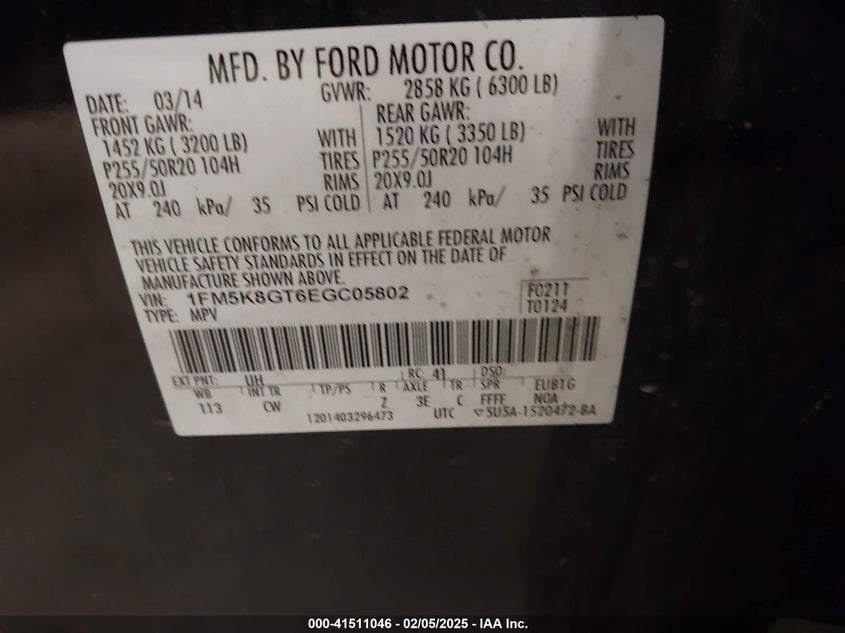 MFD. BY FORD MOTOR CO.
DATE: 03/14 GVWR: 2858 KG ( 6300 LB)
FRONT GAWR: REAR GAWR:
1452 KG ( 3200 LB) WITH 1520 KG ( 3350 LB) WITH
P255/50R20 104H TIRES P255/50R20 104H TIRES
20X9.0J RIMS 20X9.0J RIMS
AT 240 kPa/ 35 PSI COLD AT 240 kPa/ 35 PSI COLD
THIS VEHICLE CONFORMS TO ALL APPLICABLE FEDERAL MOTOR
VEHICLE SAFETY STANDARDS IN EFFECT ON THE DATE OF
MANUFACTURE SHOWN ABOVE.
VIN: 1FM5K8GT6EGC05802 F0211
TYPE: MPV T0124
EXT PNT: UH RC: 41 DSO:
WB INT TR TP/PS R AXLE TR SPR EUB1G
113 CW Z 3E C FFFF NOA
1201403296473 UTC 5U5A-1520472-BA
000-41511046 - 02/05/2025 - IAA Inc.